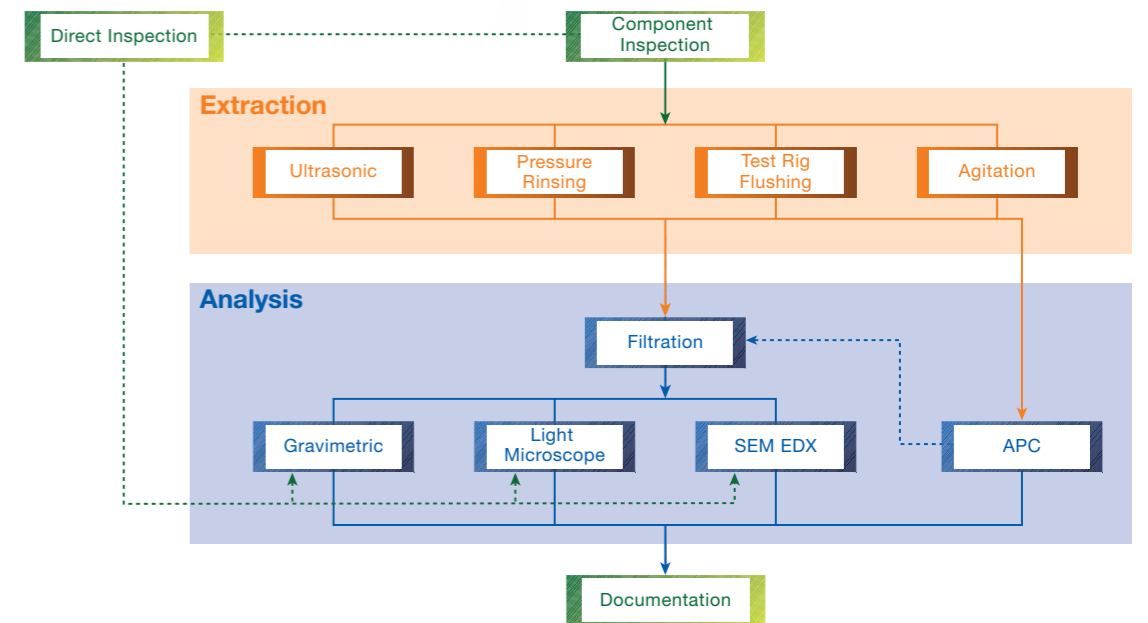 Direct Inspection
Component
Inspection
Extraction
Ultrasonic
Pressure
Rinsing
Test Rig
Flushing
Agitation
Analysis
Filtration
Gravimetric
Light
Microscope
SEM EDX
APC
Documentation